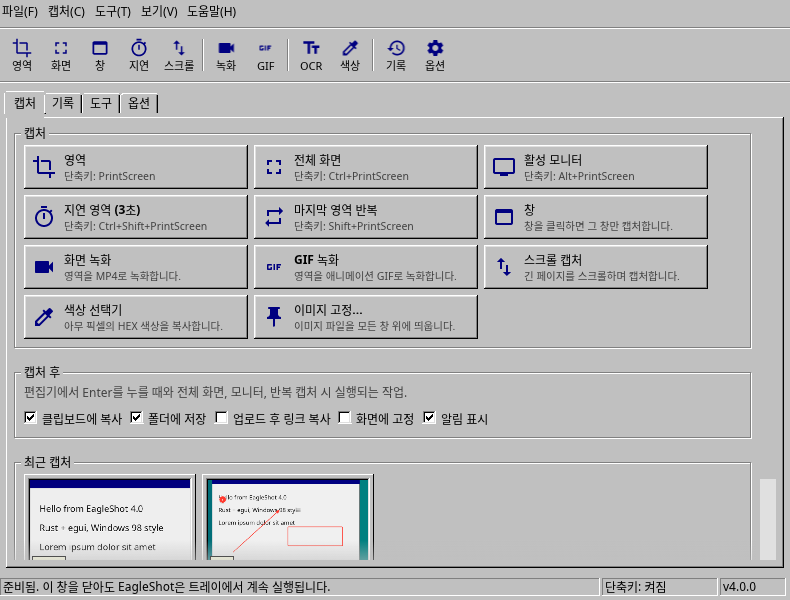 파일(F) 캡처(C) 도구(T) 보기(V) 도움말(H)
영역 화면 창 지연 스크롤 녹화 GIF OCR 색상 기록 옵션
캡처 기록 도구 옵션
캡처
영역
단축키: PrintScreen
전체 화면
단축키: Ctrl+PrintScreen
활성 모니터
단축키: Alt+PrintScreen
지연 영역 (3초)
단축키: Ctrl+Shift+PrintScreen
마지막 영역 반복
단축키: Shift+PrintScreen
창
창을 클릭하면 그 창만 캡처합니다.
화면 녹화
영역을 MP4로 녹화합니다.
GIF
GIF 녹화
영역을 애니메이션 GIF로 녹화합니다.
스크롤 캡처
긴 페이지를 스크롤하며 캡처합니다.
색상 선택기
아무 픽셀의 HEX 색상을 복사합니다.
이미지 고정...
이미지 파일을 모든 창 위에 띄웁니다.
캡처 후
편집기에서 Enter를 누를 때와 전체 화면, 모니터, 반복 캡처 시 실행되는 작업.
클립보드에 복사 폴더에 저장 업로드 후 링크 복사 화면에 고정 알림 표시
최근 캡처
Hello from EagleShot 4.0
Rust + egui, Windows 98 style
Lorem ipsum dolor sit amet
Hello from EagleShot 4.0
Rust + egui, Windows 98 style
Lorem ipsum dolor sit amet
준비됨. 이 창을 닫아도 EagleShot은 트레이에서 계속 실행됩니다.
단축키: 켜짐
v4.0.0